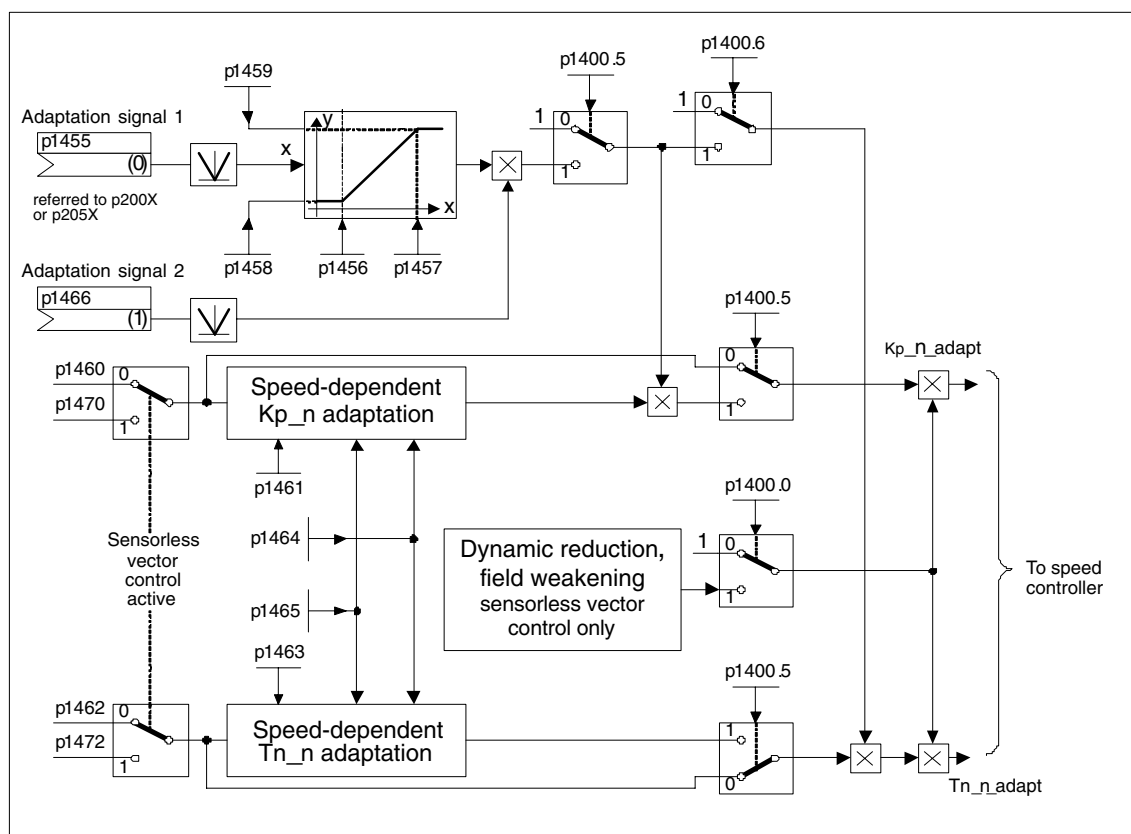 p1400.6
p1400.5
p1459
Adaptation signal 1
p1455
(0)
referred to p200X
or p205X
x
y
x
1
0
1
1
0
1
p1458
p1456
p1457
Adaptation signal 2
p1466
(1)
p1400.5
0
1
Kp_n_adapt
p1460
0
p1470
1
Speed-dependent
Kp_n adaptation
p1461
p1464
p1465
p1463
Sensorless
vector
control
active
p1400.0
1
0
1
Dynamic reduction,
field weakening
sensorless vector
control only
To speed
controller
p1400.5
1
0
p1462
0
p1472
1
Speed-dependent
Tn_n adaptation
Tn_n_adapt